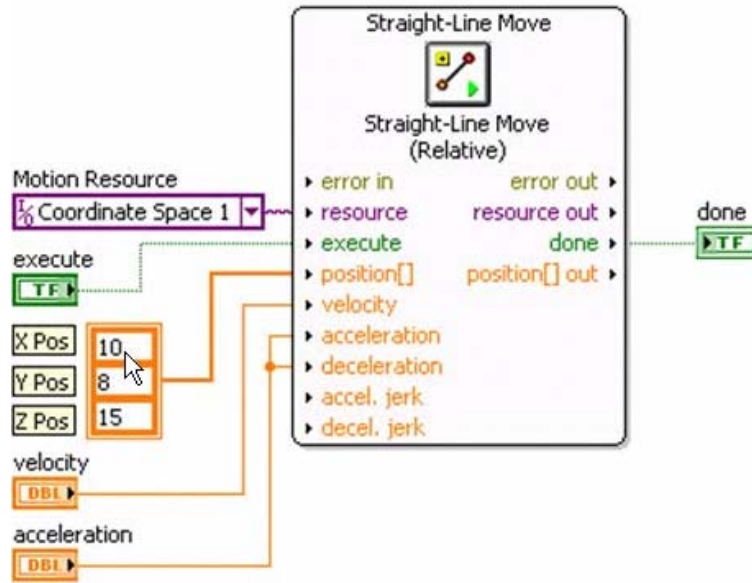 Straight-Line Move
Straight-Line Move
(Relative)
Motion Resource
I/O Coordinate Space 1
execute
TF
X Pos 10
Y Pos 8
Z Pos 15
velocity
DBL
acceleration
DBL
error in error out
resource resource out
execute done
position[] position[] out
velocity
acceleration
deceleration
accel. jerk
decel. jerk
done
TF